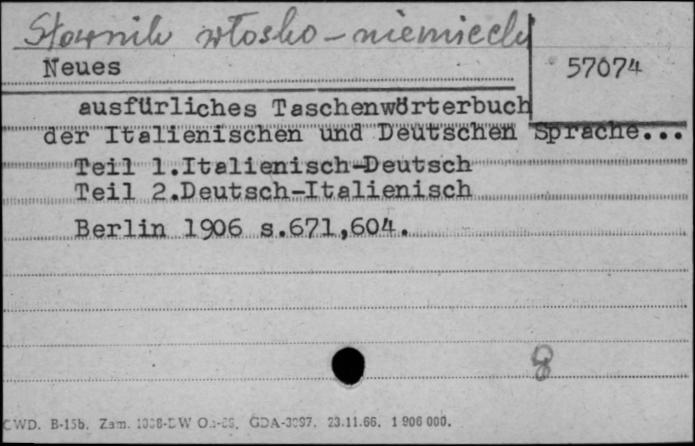 Słownik włosko-niemiecki
Neues 57074
ausfürliches Taschenwörterbuch
der Italienischen und Deutschen Sprache...
Teil 1.Italienisch-Deutsch
Teil 2.Deutsch-Italienisch
Berlin 1906 s.671,604.
8
CWD. B-15b. Zam. GDA-3097. 23.11.66. 1 906 000.